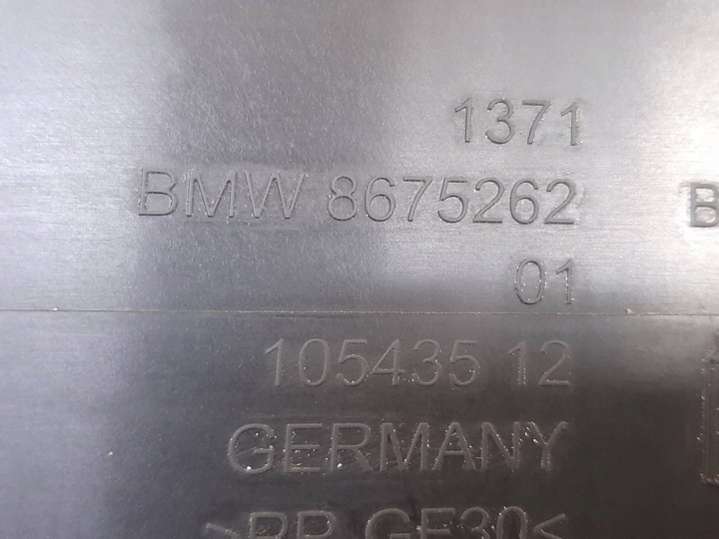 1371
BMW 8675262
01
105435 12
GERMANY
>PP GF30<